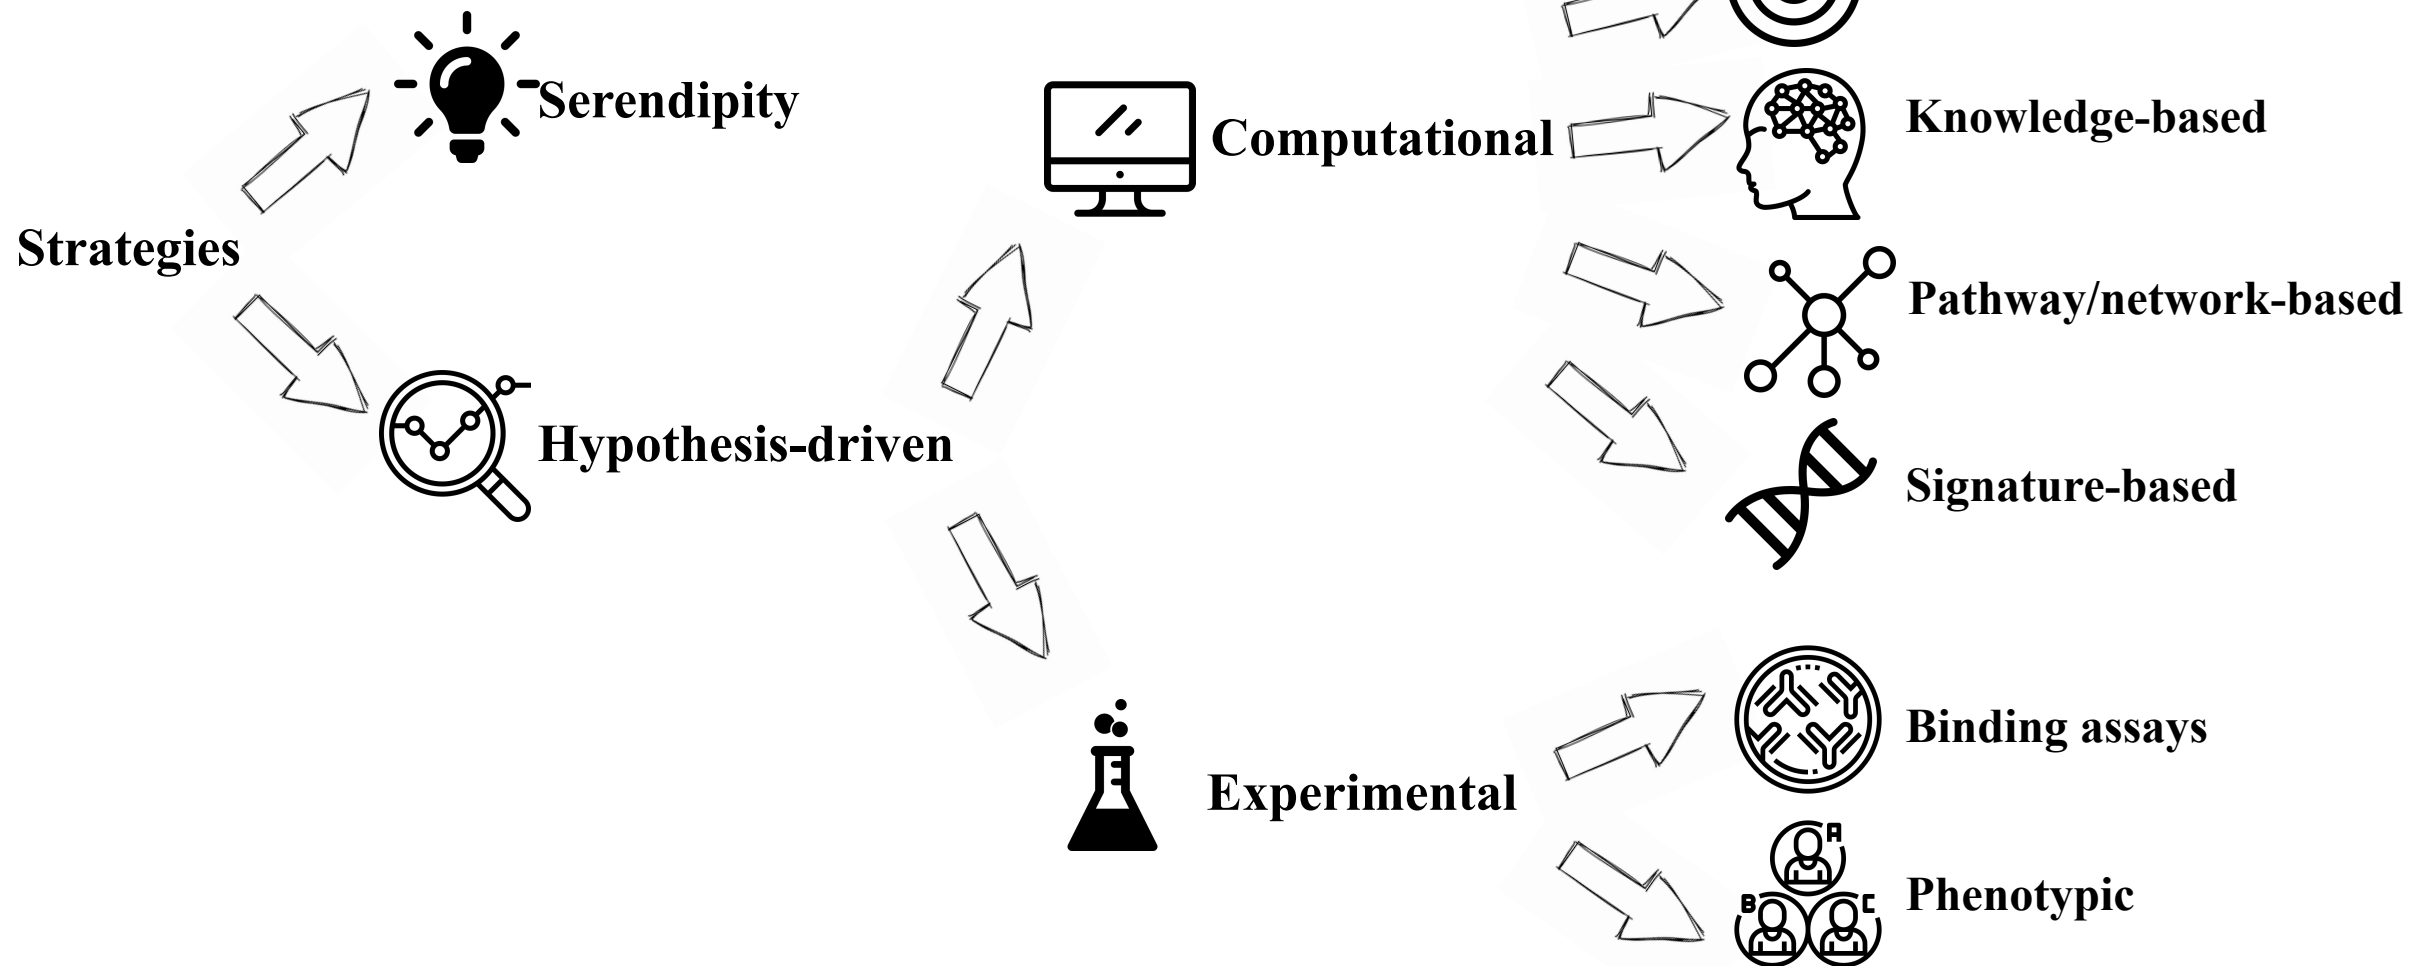 Strategies
Serendipity
Hypothesis-driven
Computational
Knowledge-based
Pathway/network-based
Signature-based
Experimental
Binding assays
Phenotypic
A
B
C